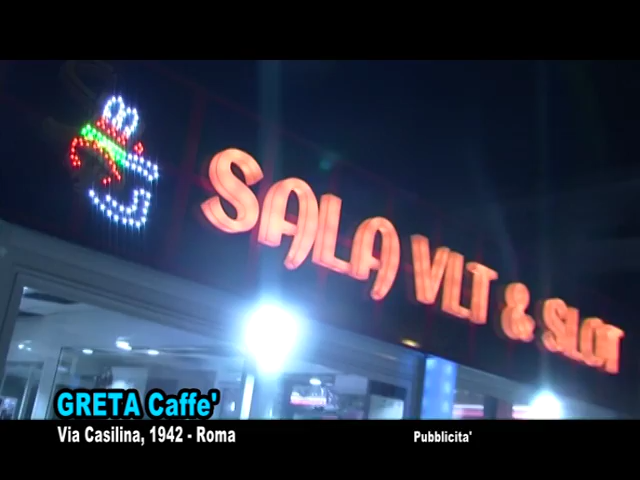 SALA VLT & SLOT
GRETA Caffe'
Via Casilina, 1942 - Roma
Pubblicita'